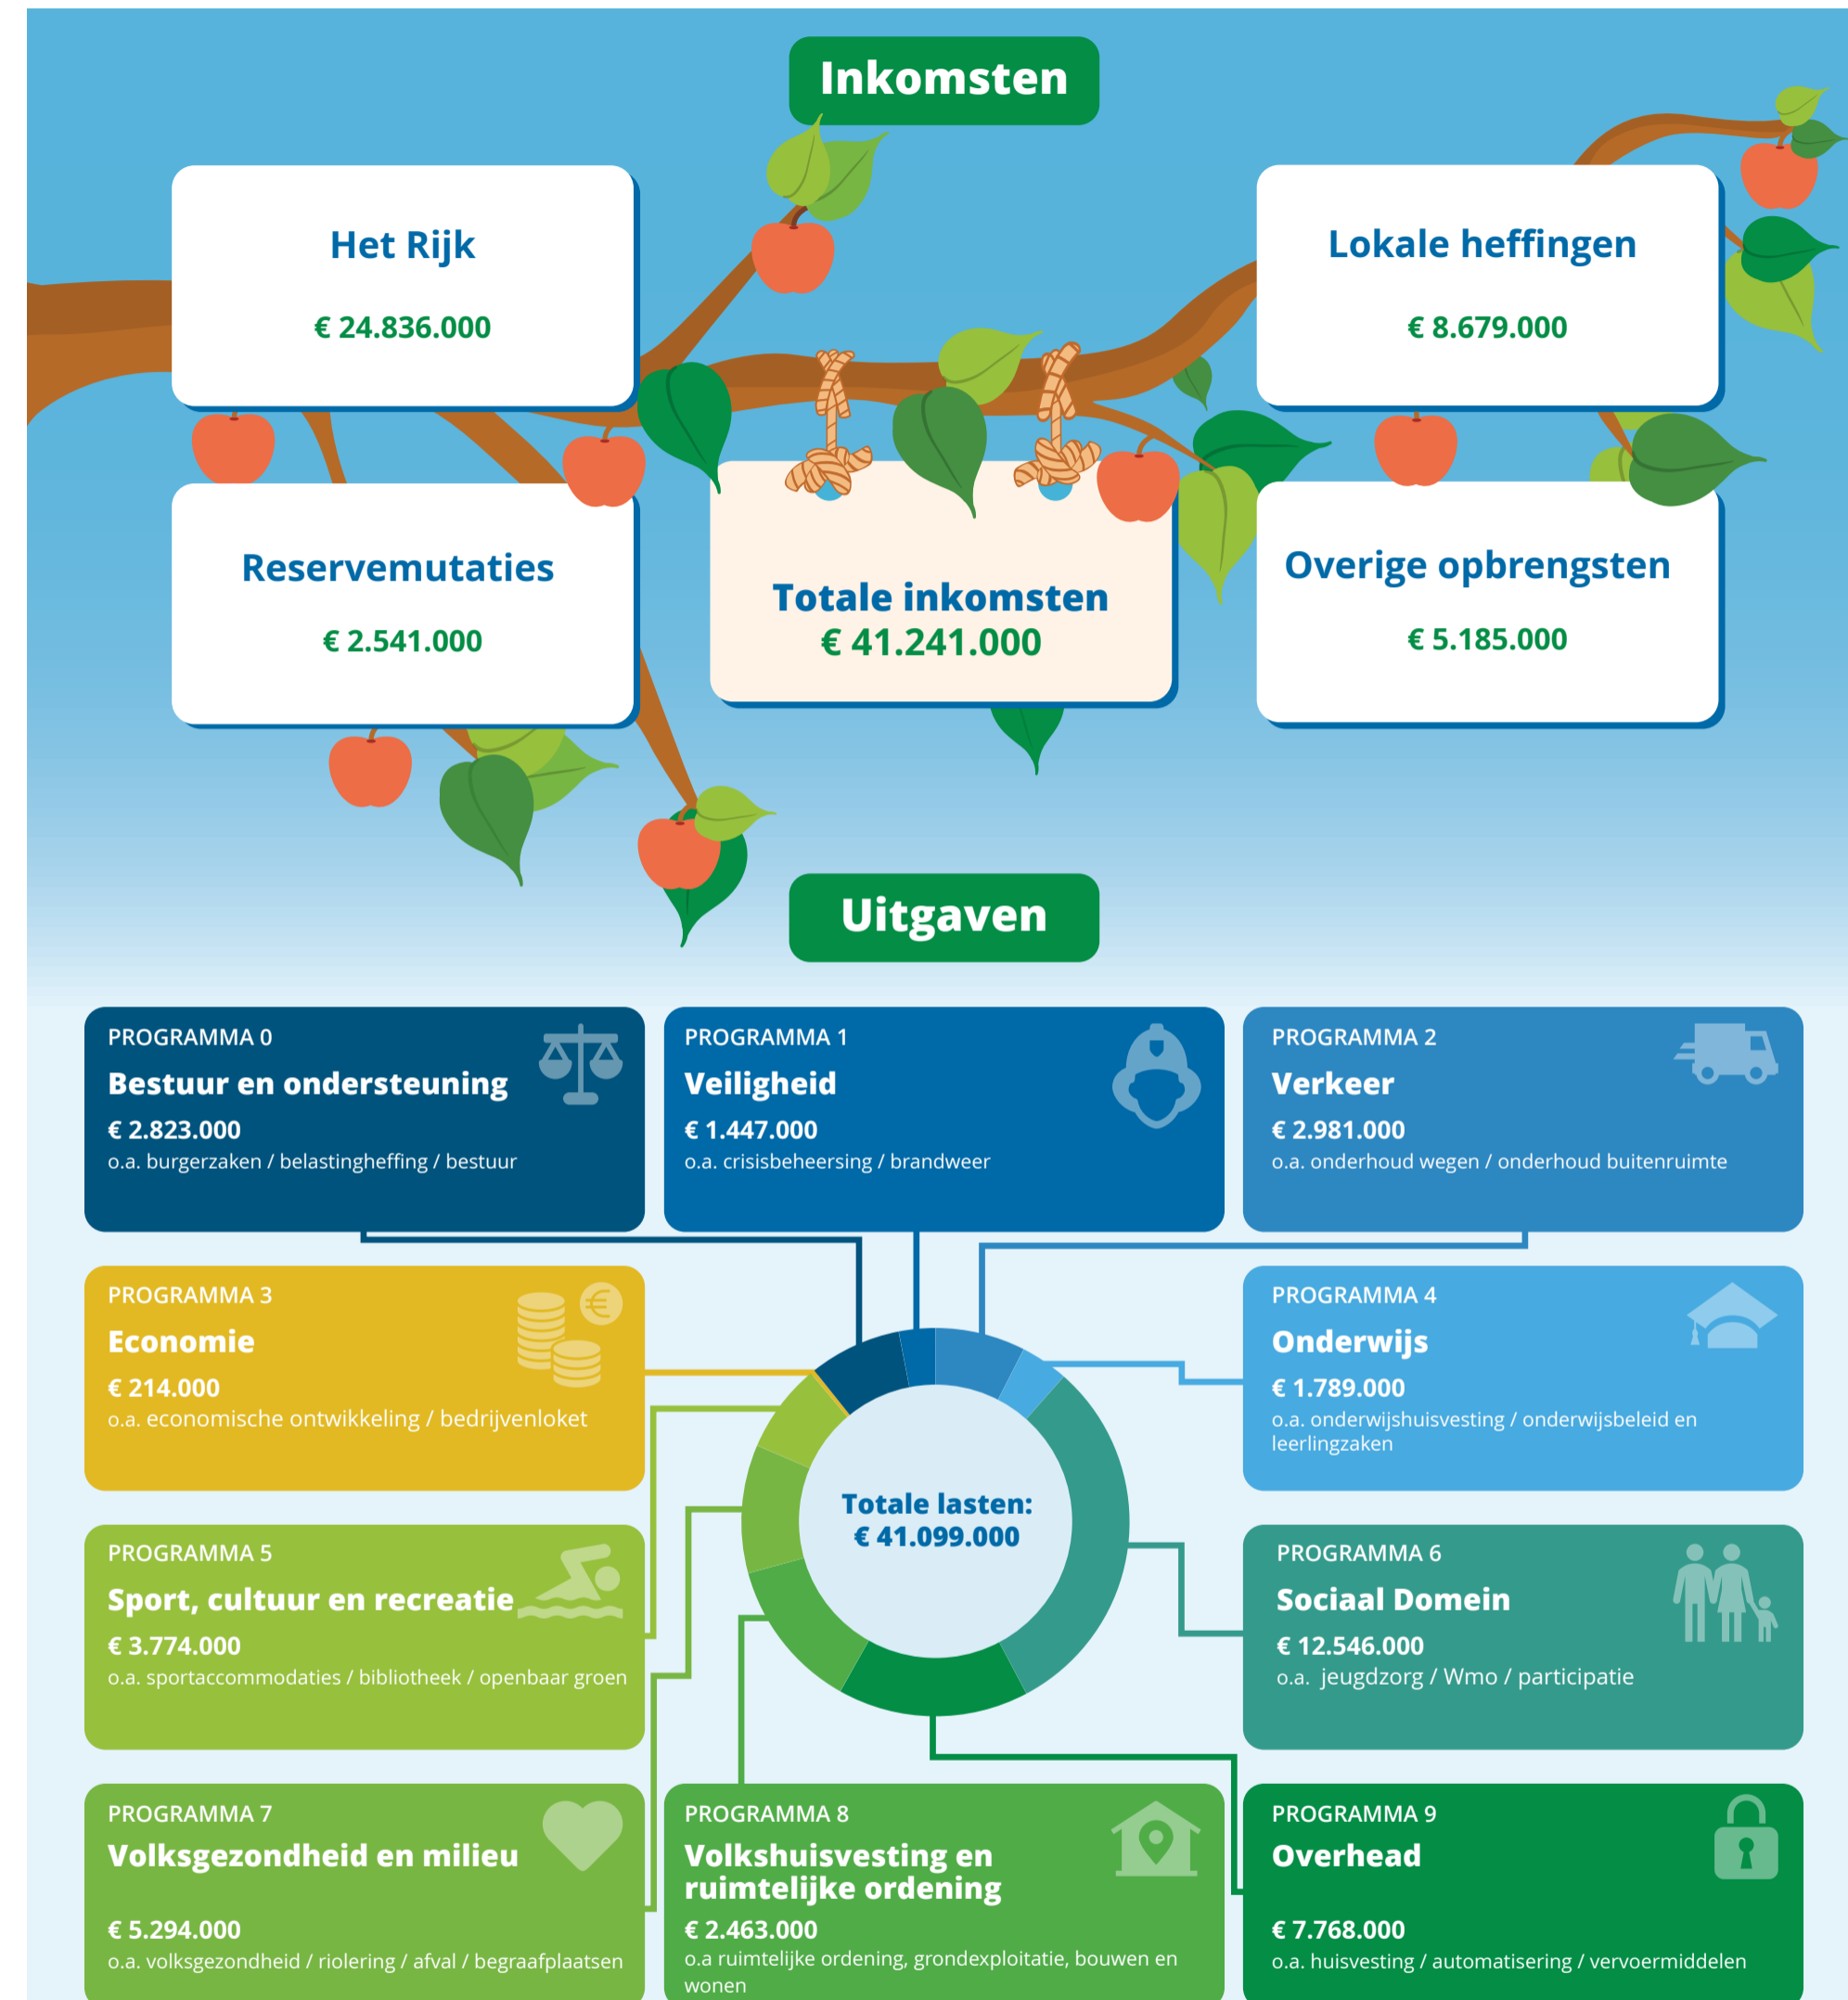 Inkomsten
Het Rijk
€ 24.836.000
Lokale heffingen
€ 8.679.000
Reservemutaties
€ 2.541.000
Totale inkomsten
€ 41.241.000
Overige opbrengsten
€ 5.185.000
Uitgaven
PROGRAMMA 0
Bestuur en ondersteuning
€ 2.823.000
o.a. burgerzaken / belastingheffing / bestuur
PROGRAMMA 1
Veiligheid
€ 1.447.000
o.a. crisisbeheersing / brandweer
PROGRAMMA 2
Verkeer
€ 2.981.000
o.a. onderhoud wegen / onderhoud buitenruimte
PROGRAMMA 3
Economie
€ 214.000
o.a. economische ontwikkeling / bedrijvenloket
€
PROGRAMMA 4
Onderwijs
€ 1.789.000
o.a. onderwijshuisvesting / onderwijsbeleid en
leerlingzaken
Totale lasten:
€ 41.099.000
PROGRAMMA 5
Sport, cultuur en recreatie
€ 3.774.000
o.a. sportaccommodaties / bibliotheek / openbaar groen
PROGRAMMA 6
Sociaal Domein
€ 12.546.000
o.a. jeugdzorg / Wmo / participatie
PROGRAMMA 7
Volksgezondheid en milieu
€ 5.294.000
o.a. volksgezondheid / riolering / afval / begraafplaatsen
PROGRAMMA 8
Volkshuisvesting en
ruimtelijke ordening
€ 2.463.000
o.a ruimtelijke ordening, grondexploitatie, bouwen en
wonen
PROGRAMMA 9
Overhead
€ 7.768.000
o.a. huisvesting / automatisering / vervoermiddelen